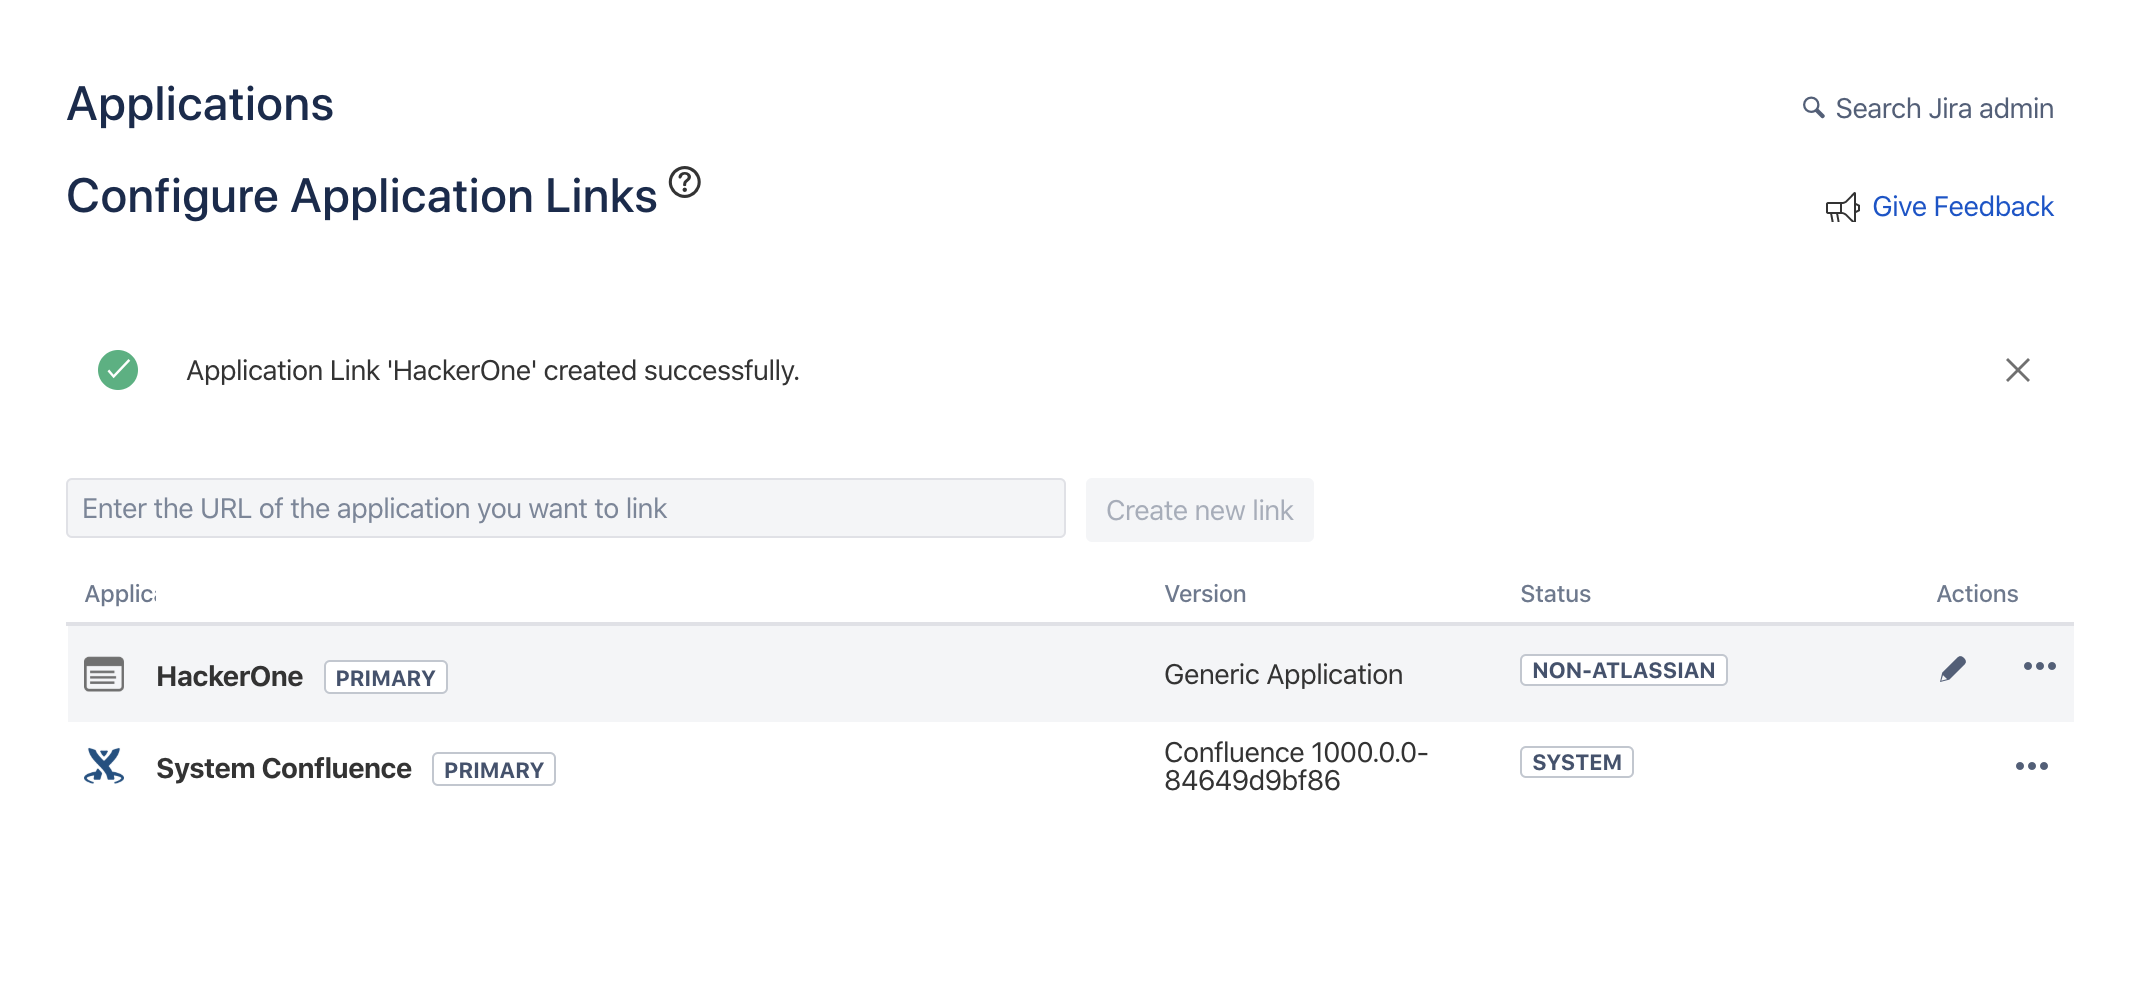 Applications
Search Jira admin
Configure Application Links ?
Give Feedback
Application Link 'HackerOne' created successfully.
Enter the URL of the application you want to link
Create new link
Applica Version Status Actions
HackerOne PRIMARY Generic Application NON-ATLASSIAN
System Confluence PRIMARY Confluence 1000.0.0-
84649d9bf86 SYSTEM